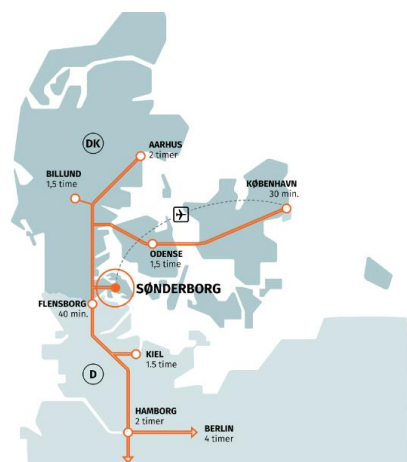 DK
AARHUS
2 timer
BILLUND
1,5 time
KØBENHAVN
30 min.
ODENSE
1,5 time
SØNDERBORG
FLENSBORG
40 min.
KIEL
1.5 time
D
HAMBORG
2 timer
BERLIN
4 timer